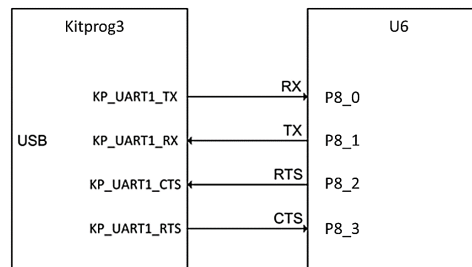 Kitprog3 U6
KP_UART1_TX RX P8_0
USB KP_UART1_RX TX P8_1
KP_UART1_CTS RTS P8_2
KP_UART1_RTS CTS P8_3